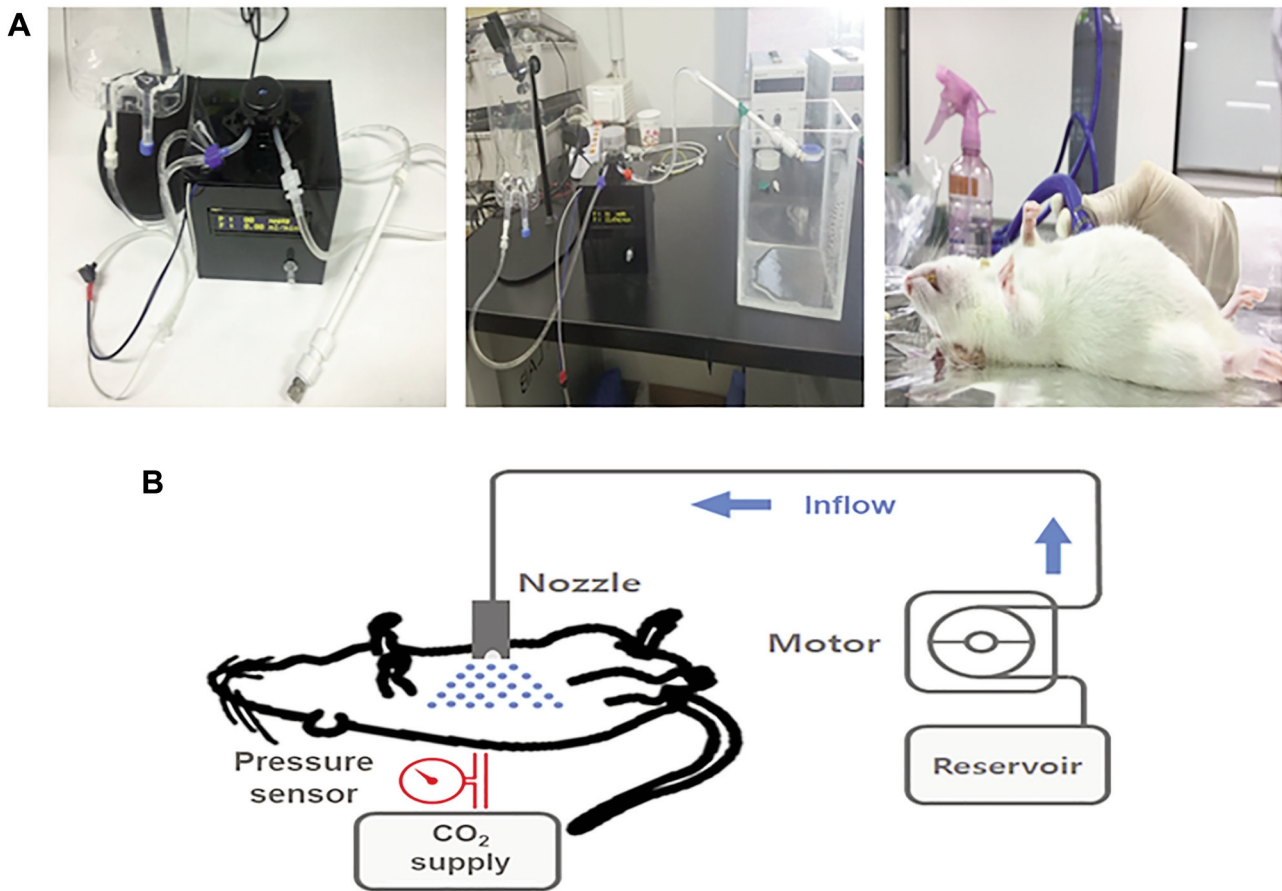 A
B
Inflow
Nozzle
Motor
Pressure
sensor
Reservoir
CO₂
supply